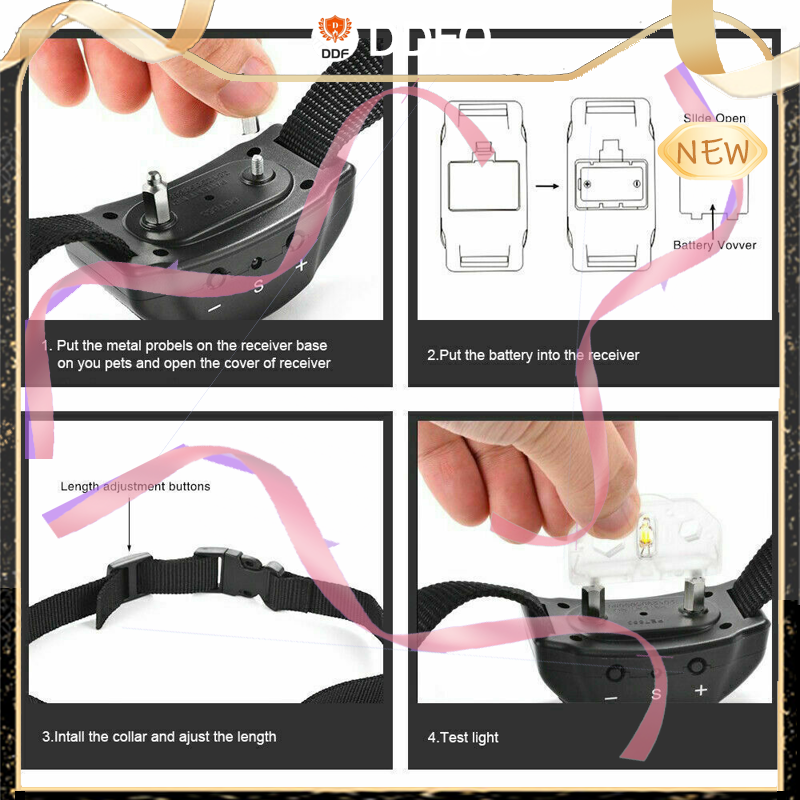 DDF
Slide Open
NEW
Battery Vovver
- S +
1. Put the metal probels on the receiver base
on you pets and open the cover of receiver
2.Put the battery into the receiver
Length adjustment buttons
3.Intall the collar and ajust the length
- S +
4.Test light